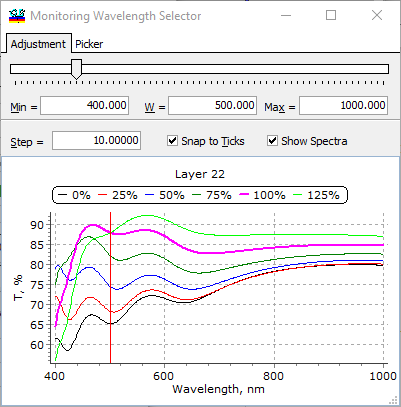 Monitoring Wavelength Selector
Adjustment Picker
Min = 400.000 W = 500.000 Max = 1000.000
Step = 10.00000 Snap to Ticks Show Spectra
Layer 22
0% 25% 50% 75% 100% 125%
90
85
80
75
70
65
60
55
T, %
400 600 800 1000
Wavelength, nm